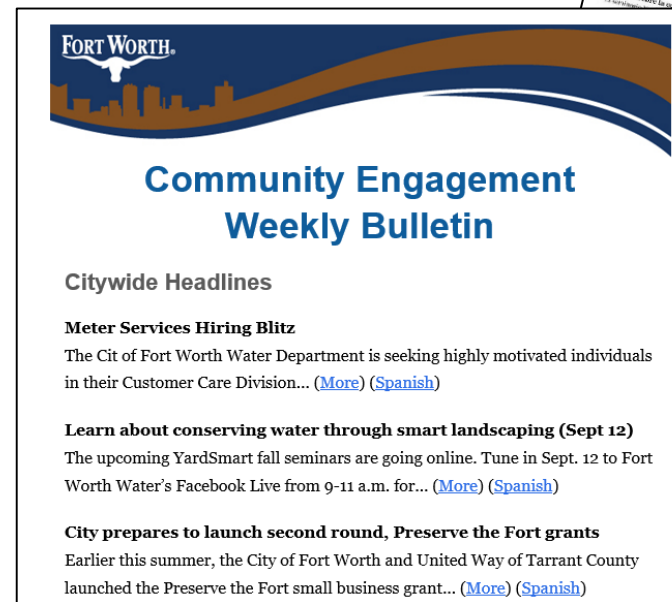 FORT WORTH®
Community Engagement
Weekly Bulletin
Citywide Headlines
Meter Services Hiring Blitz
The Cit of Fort Worth Water Department is seeking highly motivated individuals
in their Customer Care Division... (More) (Spanish)
Learn about conserving water through smart landscaping (Sept 12)
The upcoming YardSmart fall seminars are going online. Tune in Sept. 12 to Fort
Worth Water’s Facebook Live from 9-11 a.m. for... (More) (Spanish)
City prepares to launch second round, Preserve the Fort grants
Earlier this summer, the City of Fort Worth and United Way of Tarrant County
launched the Preserve the Fort small business grant... (More) (Spanish)